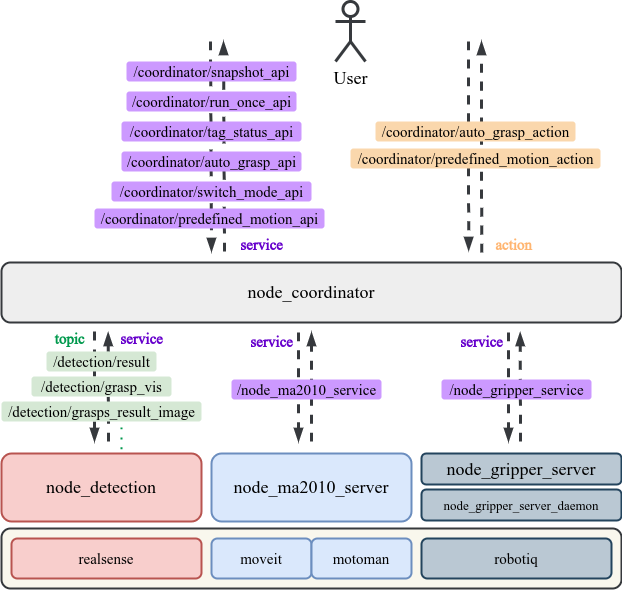 User
/coordinator/snapshot_api
/coordinator/run_once_api
/coordinator/tag_status_api
/coordinator/auto_grasp_api
/coordinator/switch_mode_api
/coordinator/predefined_motion_api
service
/coordinator/auto_grasp_action
/coordinator/predefined_motion_action
action
node_coordinator
topic
service
/detection/result
/detection/grasp_vis
/detection/grasps_result_image
service
/node_ma2010_service
service
/node_gripper_service
node_detection
node_ma2010_server
node_gripper_server
node_gripper_server_daemon
realsense
moveit
motoman
robotiq